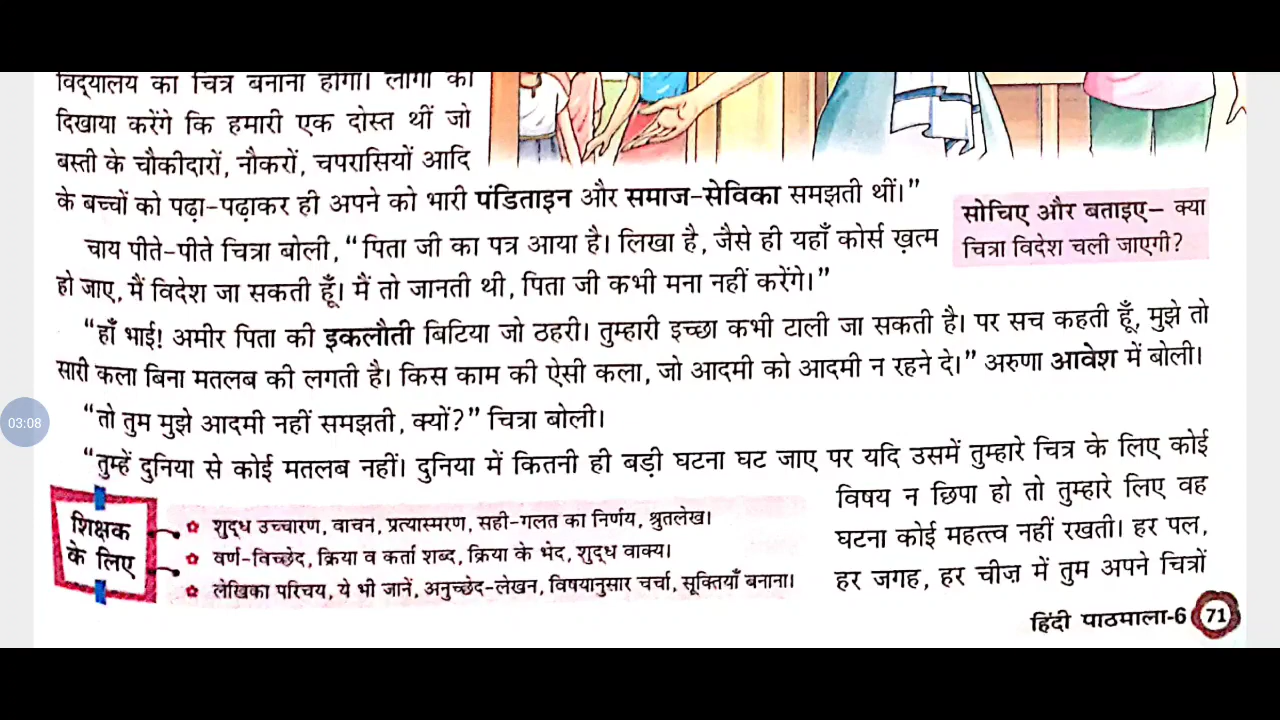 विद्यालय का चित्र बनाना होगा। लोगों को
दिखाया करेंगे कि हमारी एक दोस्त थीं जो
बस्ती के चौकीदारों, नौकरों, चपरासियों आदि
के बच्चों को पढ़ा-पढ़ाकर ही अपने को भारी पंडिताइन और समाज-सेविका समझती थीं।”
सोचिए और बताइए– क्या
चित्रा विदेश चली जाएगी?
चाय पीते-पीते चित्रा बोली, “पिता जी का पत्र आया है। लिखा है, जैसे ही यहाँ कोर्स ख़त्म
हो जाए, मैं विदेश जा सकती हूँ। मैं तो जानती थी, पिता जी कभी मना नहीं करेंगे।”
“हाँ भाई! अमीर पिता की इकलौती बिटिया जो ठहरी। तुम्हारी इच्छा कभी टाली जा सकती है। पर सच कहती हूँ, मुझे तो
सारी कला बिना मतलब की लगती है। किस काम की ऐसी कला, जो आदमी को आदमी न रहने दे।” अरुणा आवेश में बोली।
03:08
“तो तुम मुझे आदमी नहीं समझती, क्यों?” चित्रा बोली।
“तुम्हें दुनिया से कोई मतलब नहीं। दुनिया में कितनी ही बड़ी घटना घट जाए पर यदि उसमें तुम्हारे चित्र के लिए कोई
विषय न छिपा हो तो तुम्हारे लिए वह
घटना कोई महत्त्व नहीं रखती। हर पल,
हर जगह, हर चीज़ में तुम अपने चित्रों
शिक्षक
के लिए
शुद्ध उच्चारण, वाचन, प्रत्यास्मरण, सही-गलत का निर्णय, श्रुतलेख।
वर्ण-विच्छेद, क्रिया व कर्ता शब्द, क्रिया के भेद, शुद्ध वाक्य।
लेखिका परिचय, ये भी जानें, अनुच्छेद-लेखन, विषयानुसार चर्चा, सूक्तियाँ बनाना।
हिंदी पाठमाला-6 71